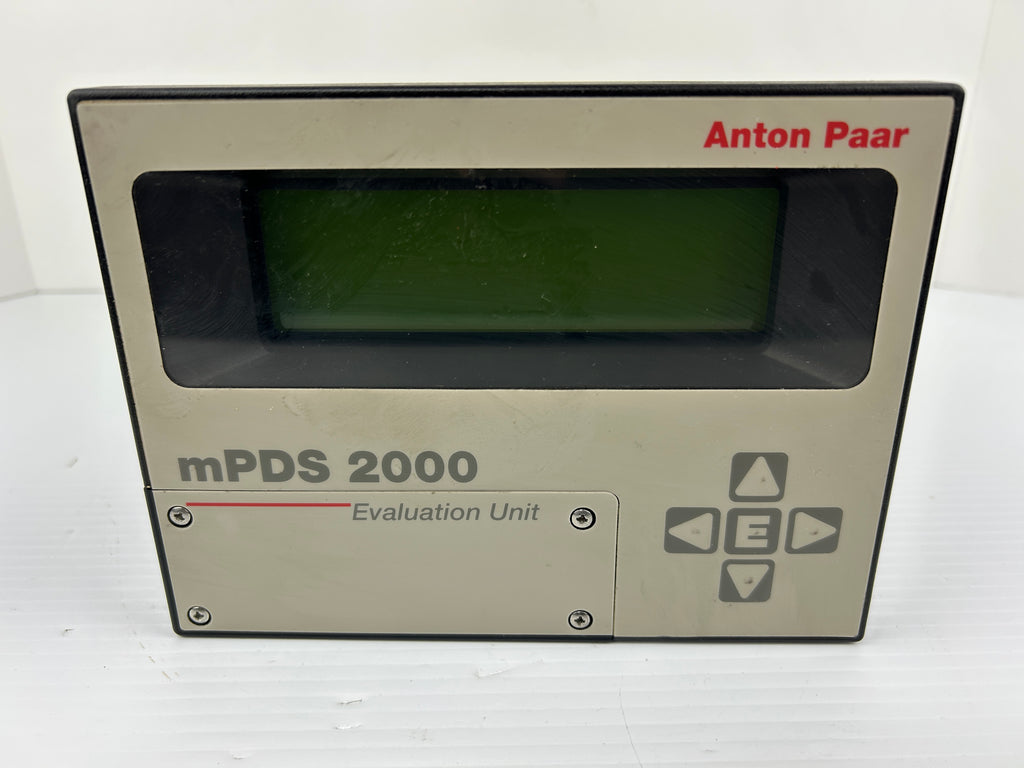 Anton Paar
mPDS 2000
Evaluation Unit
E